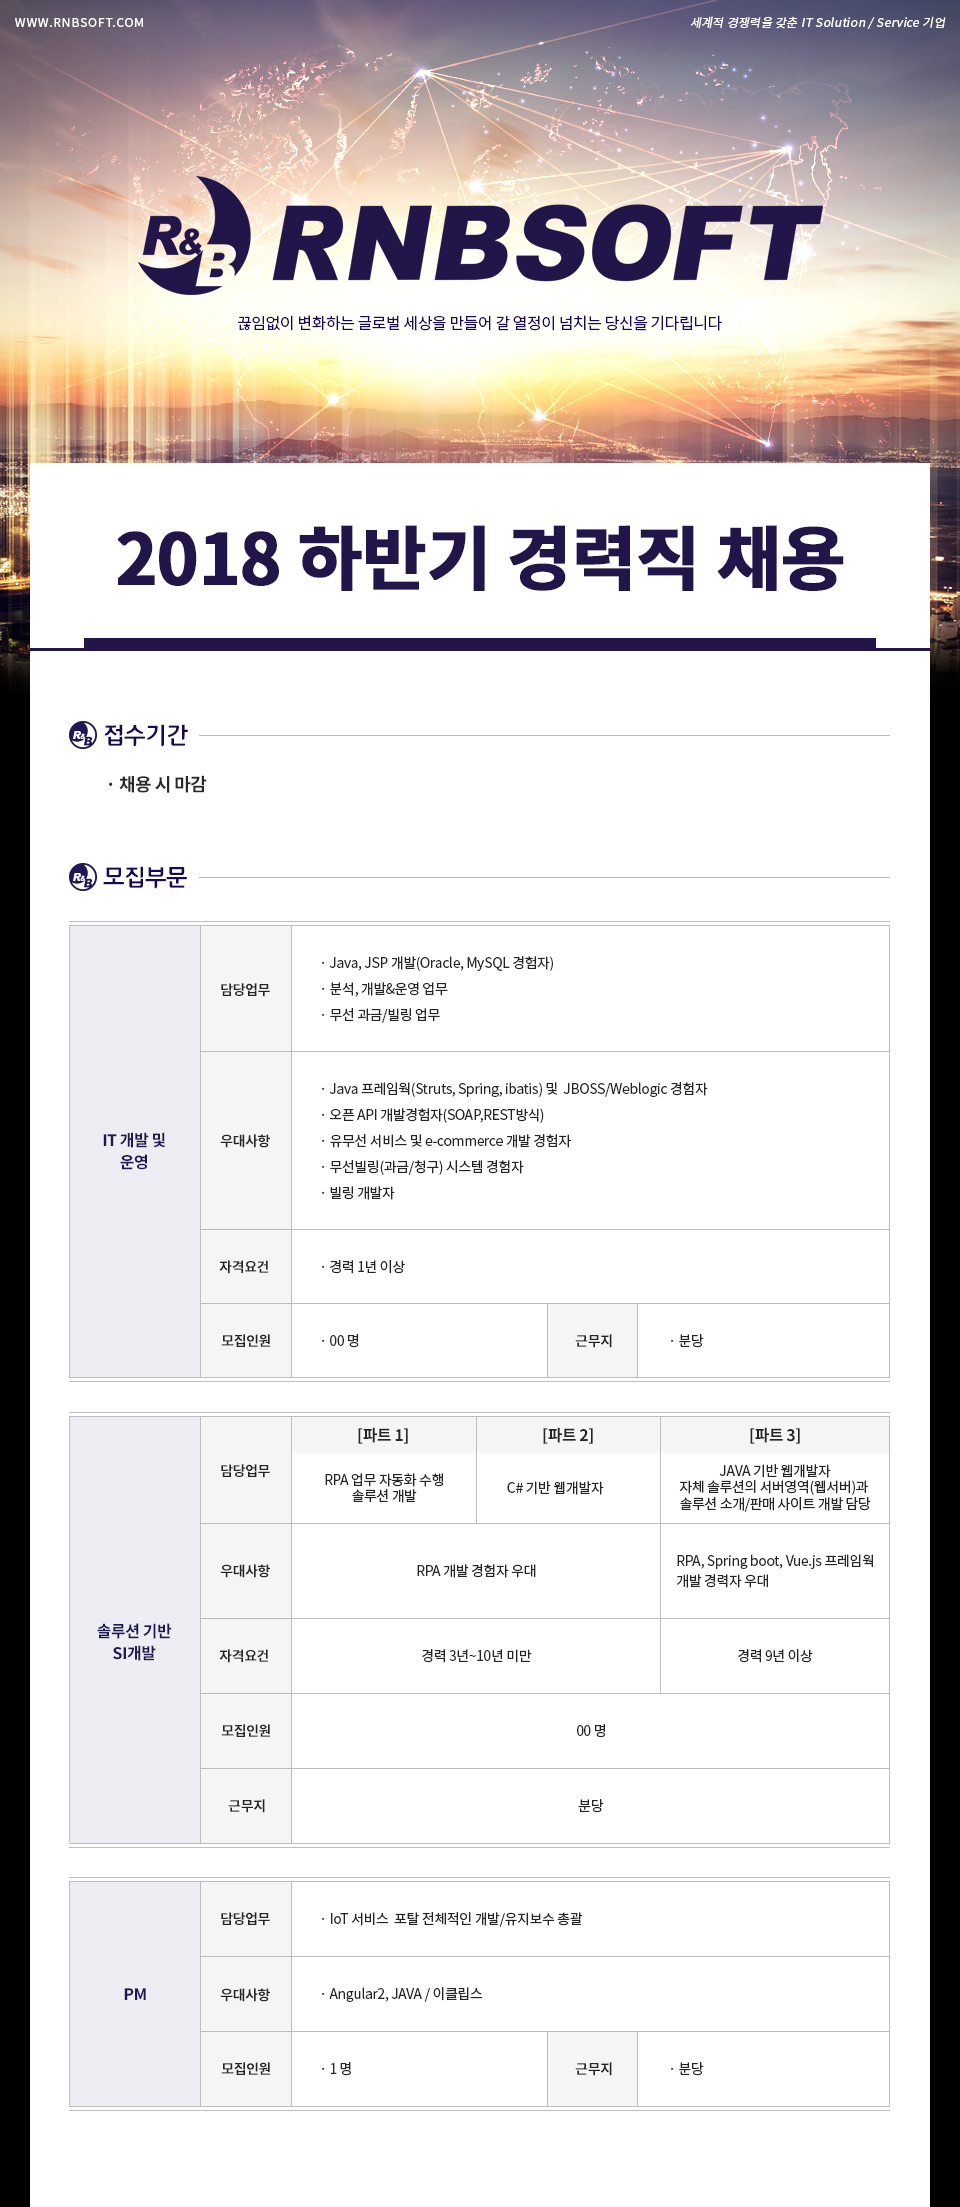 WWW.RNBSOFT.COM
세계적 경쟁력을 갖춘 IT Solution / Service 기업
R&B RNBSOFT
끊임없이 변화하는 글로벌 세상을 만들어 갈 열정이 넘치는 당신을 기다립니다
2018 하반기 경력직 채용
R&B 접수기간
· 채용 시 마감
R&B 모집부문
IT 개발 및
운영
담당업무
· Java, JSP 개발(Oracle, MySQL 경험자)
· 분석, 개발&운영 업무
· 무선 과금/빌링 업무
우대사항
· Java 프레임웍(Struts, Spring, ibatis) 및 JBOSS/Weblogic 경험자
· 오픈 API 개발경험자(SOAP,REST방식)
· 유무선 서비스 및 e-commerce 개발 경험자
· 무선빌링(과금/청구) 시스템 경험자
· 빌링 개발자
자격요건
· 경력 1년 이상
모집인원
· 00 명
근무지
· 분당
솔루션 기반
SI개발
담당업무
[파트 1]
[파트 2]
[파트 3]
RPA 업무 자동화 수행
솔루션 개발
C# 기반 웹개발자
JAVA 기반 웹개발자
자체 솔루션의 서버영역(웹서버)과
솔루션 소개/판매 사이트 개발 담당
우대사항
RPA 개발 경험자 우대
RPA, Spring boot, Vue.js 프레임웍
개발 경력자 우대
자격요건
경력 3년~10년 미만
경력 9년 이상
모집인원
00 명
근무지
분당
PM
담당업무
· IoT 서비스 포탈 전체적인 개발/유지보수 총괄
우대사항
· Angular2, JAVA / 이클립스
모집인원
· 1 명
근무지
· 분당